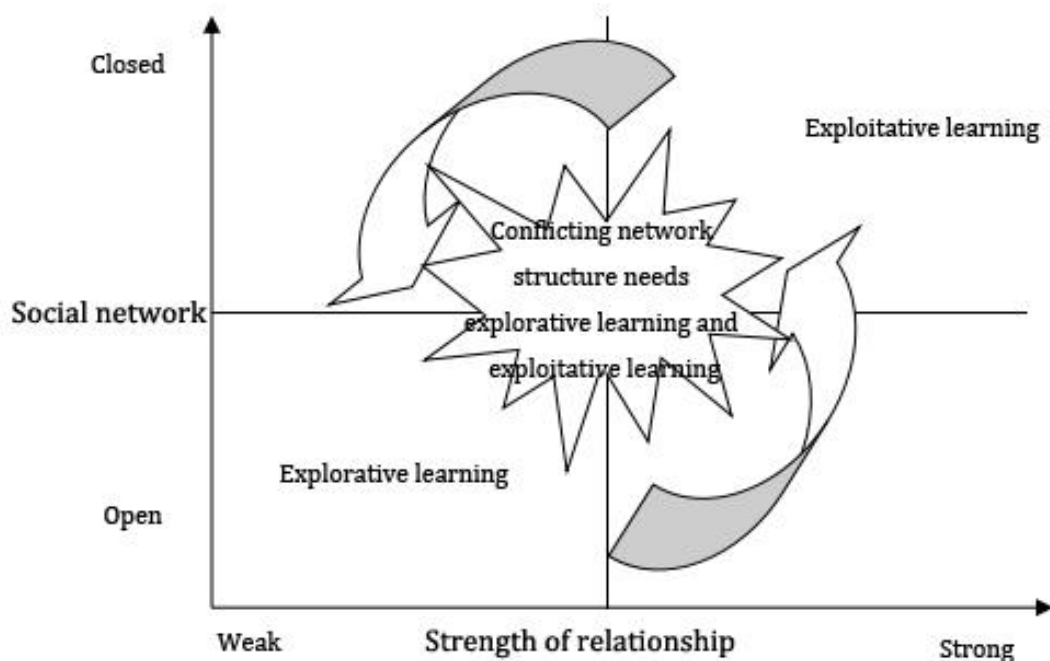 Closed
Exploitative learning
Conflicting network
structure needs
Social network
explorative learning and
exploitative learning
Explorative learning
Open
Weak
Strength of relationship
Strong